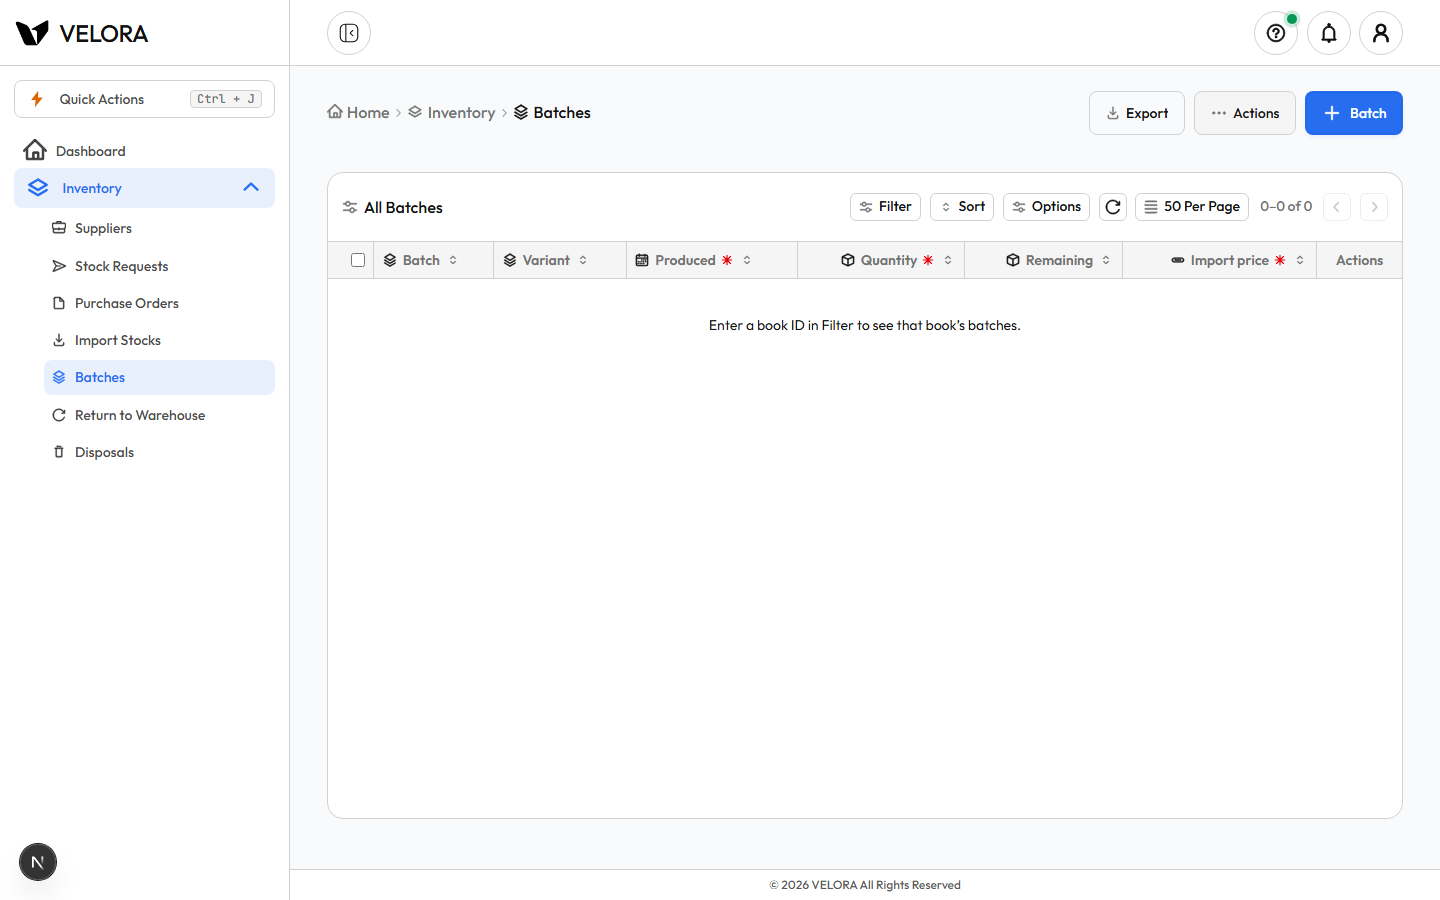 VELORA
Quick Actions
Ctrl + J
Dashboard
Inventory
Suppliers
Stock Requests
Purchase Orders
Import Stocks
Batches
Return to Warehouse
Disposals
N
Home > Inventory > Batches
Export
Actions
Batch
All Batches
Filter
Sort
Options
50 Per Page
0–0 of 0
Batch
Variant
Produced
Quantity
Remaining
Import price
Actions
Enter a book ID in Filter to see that book’s batches.
© 2026 VELORA All Rights Reserved